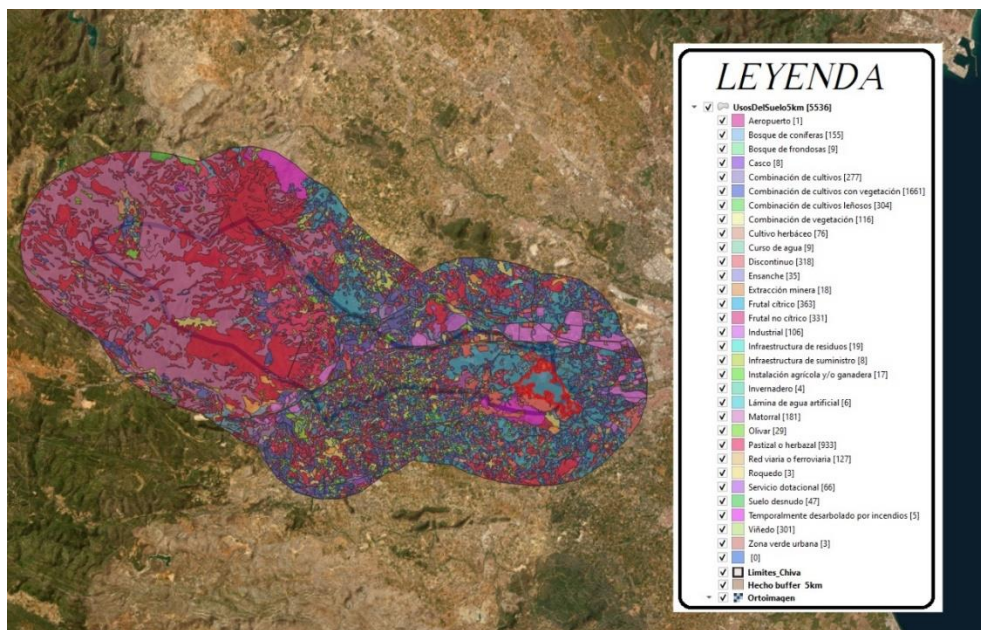 LEYENDA
UsosDelSuelo5km [5536]
Aeropuerto [1]
Bosque de coníferas [155]
Bosque de frondosas [9]
Casco [8]
Combinación de cultivos [277]
Combinación de cultivos con vegetación [1661]
Combinación de cultivos leñosos [304]
Combinación de vegetación [116]
Cultivo herbáceo [76]
Curso de agua [9]
Discontinuo [318]
Ensanche [35]
Extracción minera [18]
Frutal cítrico [363]
Frutal no cítrico [331]
Industrial [106]
Infraestructura de residuos [19]
Infraestructura de suministro [8]
Instalación agrícola y/o ganadera [17]
Invernadero [4]
Lámina de agua artificial [6]
Matorral [181]
Olivar [29]
Pastizal o herbazal [933]
Red viaria o ferroviaria [127]
Roquedo [3]
Servicio dotacional [66]
Suelo desnudo [47]
Temporalmente desarbolado por incendios [5]
Viñedo [301]
Zona verde urbana [3]
[0]
Limites_Chiva
Hecho buffer 5km
Ortoimagen